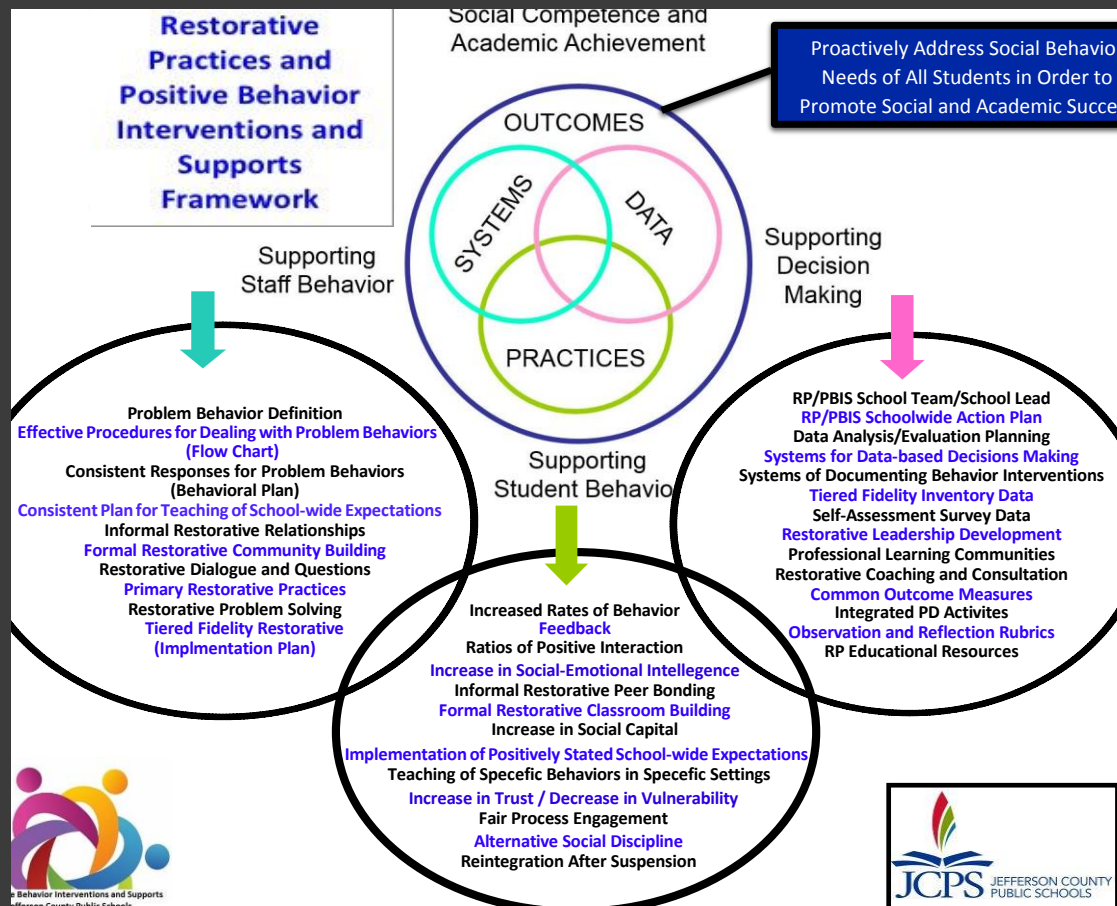 Restorative
Practices and
Positive Behavior
Interventions and
Supports
Framework
Social Competence and
Academic Achievement
Proactively Address Social Behavio
Needs of All Students in Order to
Promote Social and Academic Succe
OUTCOMES
SYSTEMS
DATA
PRACTICES
Supporting
Staff Behavior
Supporting
Decision
Making
Supporting
Student Behavio
Problem Behavior Definition
Effective Procedures for Dealing with Problem Behaviors
(Flow Chart)
Consistent Responses for Problem Behaviors
(Behavioral Plan)
Consistent Plan for Teaching of School-wide Expectations
Informal Restorative Relationships
Formal Restorative Community Building
Restorative Dialogue and Questions
Primary Restorative Practices
Restorative Problem Solving
Tiered Fidelity Restorative
(Implmentation Plan)
Increased Rates of Behavior
Feedback
Ratios of Positive Interaction
Increase in Social-Emotional Intellegence
Informal Restorative Peer Bonding
Formal Restorative Classroom Building
Increase in Social Capital
Implementation of Positively Stated School-wide Expectations
Teaching of Specefic Behaviors in Specefic Settings
Increase in Trust / Decrease in Vulnerability
Fair Process Engagement
Alternative Social Discipline
Reintegration After Suspension
RP/PBIS School Team/School Lead
RP/PBIS Schoolwide Action Plan
Data Analysis/Evaluation Planning
Systems for Data-based Decisions Making
Systems of Documenting Behavior Interventions
Tiered Fidelity Inventory Data
Self-Assessment Survey Data
Restorative Leadership Development
Professional Learning Communities
Restorative Coaching and Consultation
Common Outcome Measures
Integrated PD Activites
Observation and Reflection Rubrics
RP Educational Resources
e Behavior Interventions and Supports
efferson County Public Schools
JCPS
JEFFERSON COUNTY
PUBLIC SCHOOLS